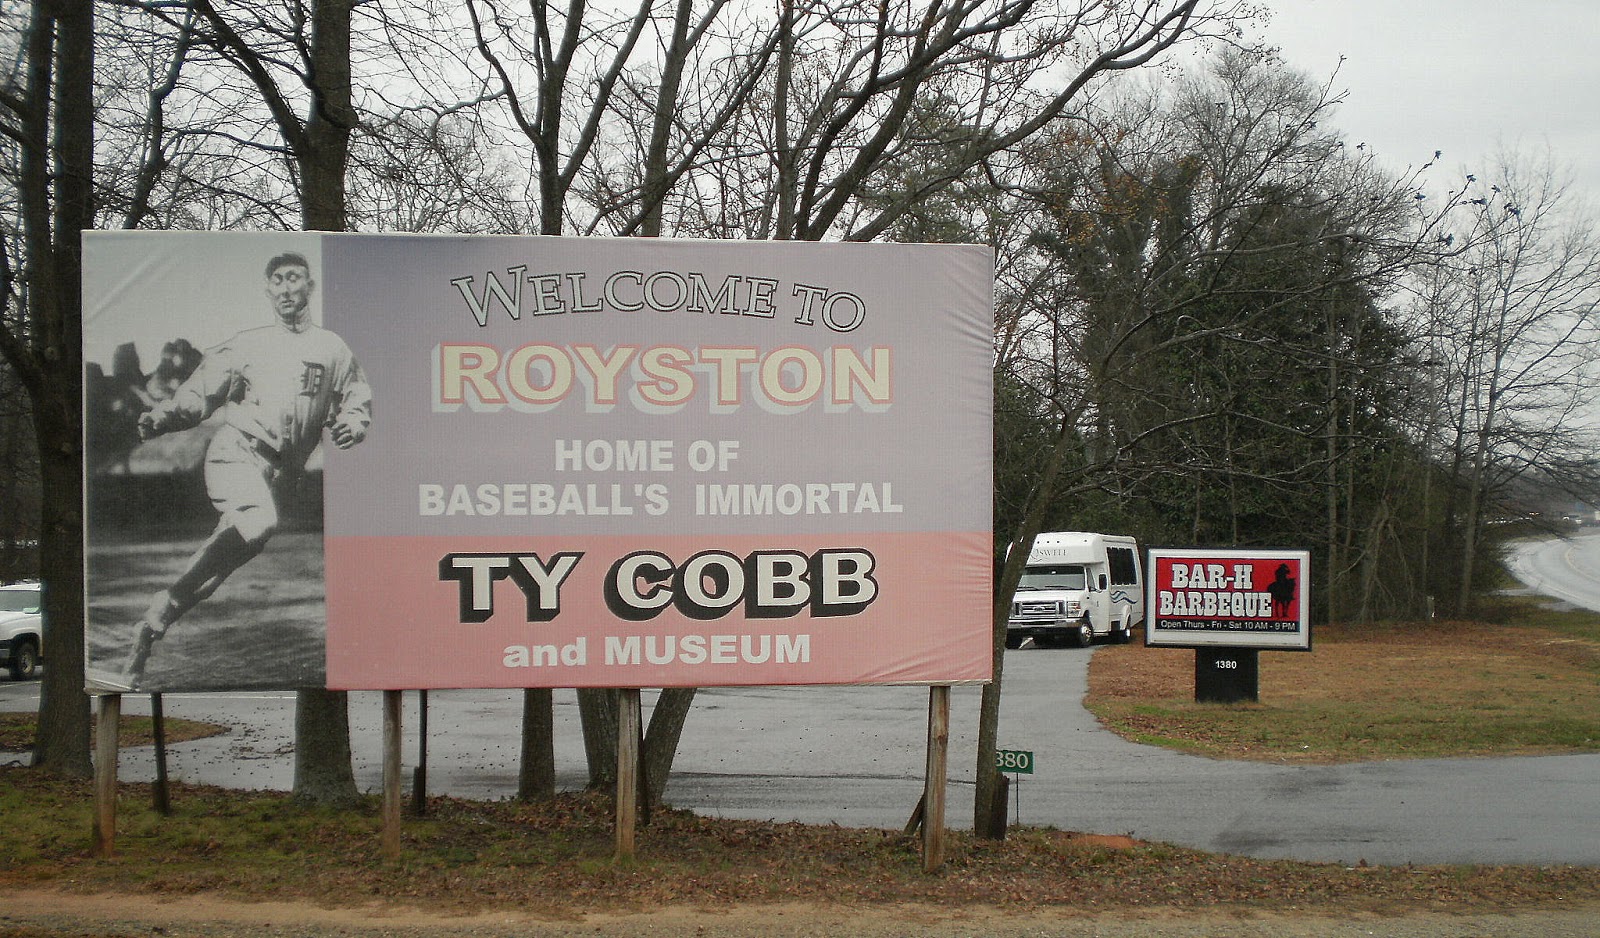 WELCOME TO
ROYSTON
HOME OF
BASEBALL'S IMMORTAL
TY COBB
and MUSEUM
D
BAR-H
BARBEQUE
Open Thurs - Fri - Sat 10 AM - 9 PM
1380
380